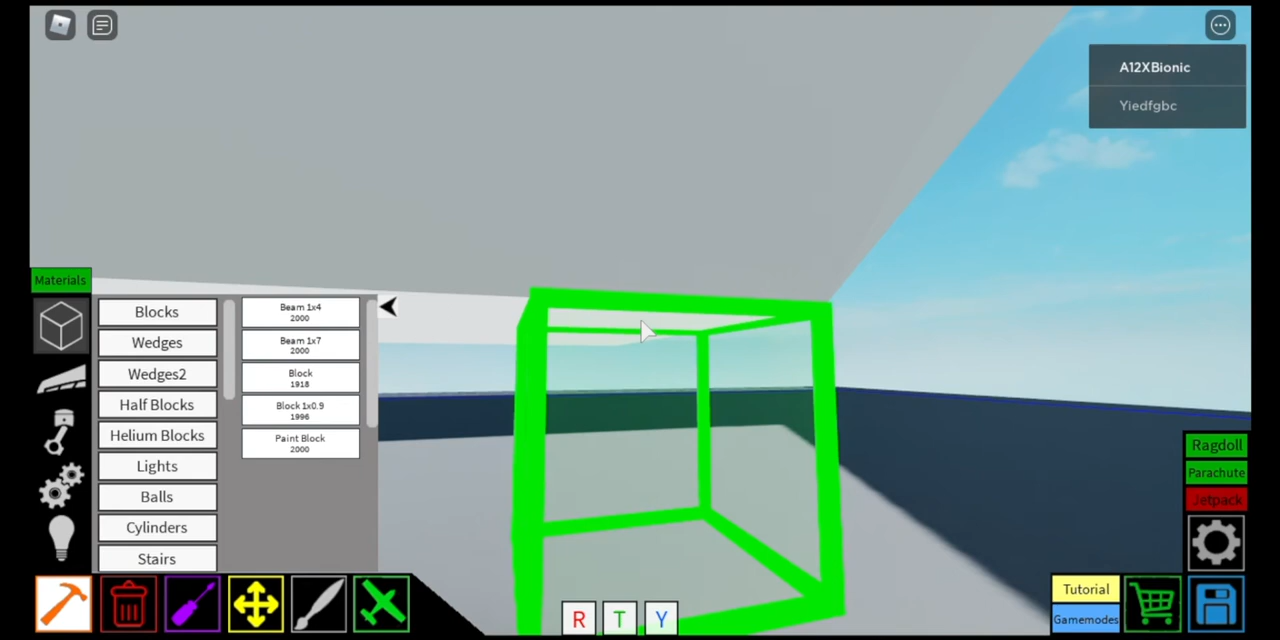 A12XBionic
Yiedfgbc
Materials
Blocks
Wedges
Wedges2
Half Blocks
Helium Blocks
Lights
Balls
Cylinders
Stairs
Beam 1x4
2000
Beam 1x7
2000
Block
1918
Block 1x0.9
1996
Paint Block
2000
Ragdoll
Parachute
Jetpack
R T Y
Tutorial
Gamemodes